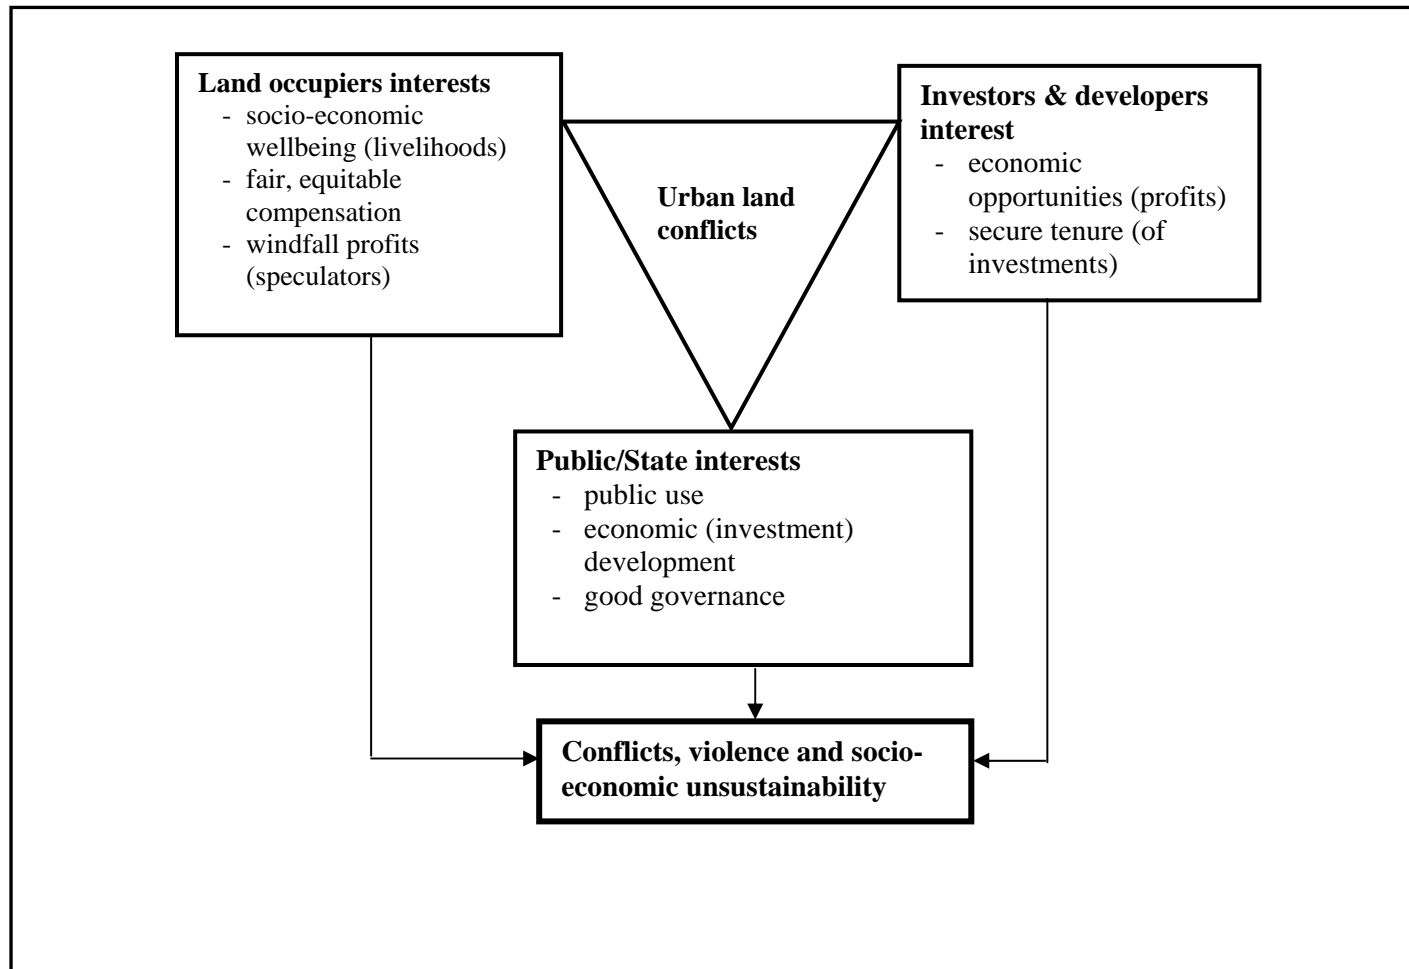 Land occupiers interests
- socio-economic
wellbeing (livelihoods)
- fair, equitable
compensation
- windfall profits
(speculators)
Urban land
conflicts
Investors & developers
interest
- economic
opportunities (profits)
- secure tenure (of
investments)
Public/State interests
- public use
- economic (investment)
development
- good governance
Conflicts, violence and socio-
economic unsustainability